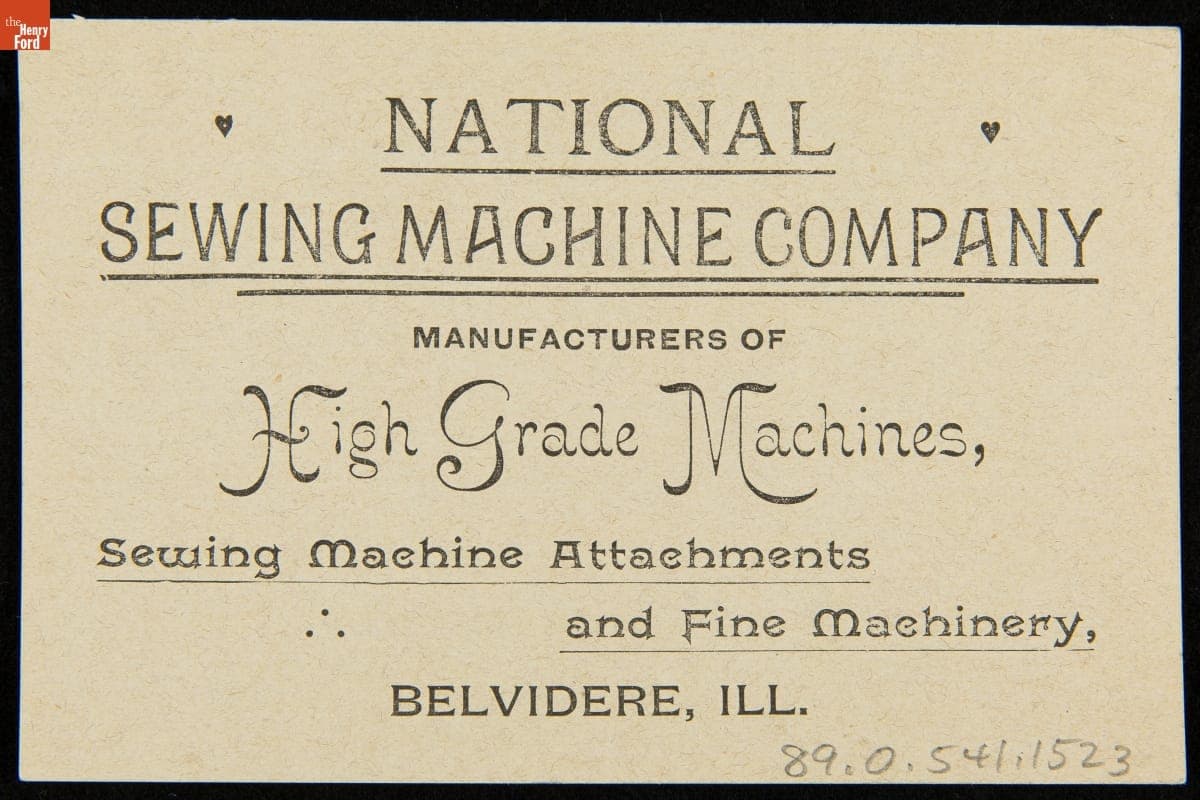 the
Henry
Ford
NATIONAL
SEWING MACHINE COMPANY
MANUFACTURERS OF
High Grade Machines,
Sewing Machine Attachments
and Fine Machinery,
BELVIDERE, ILL.
89.0.541.1523